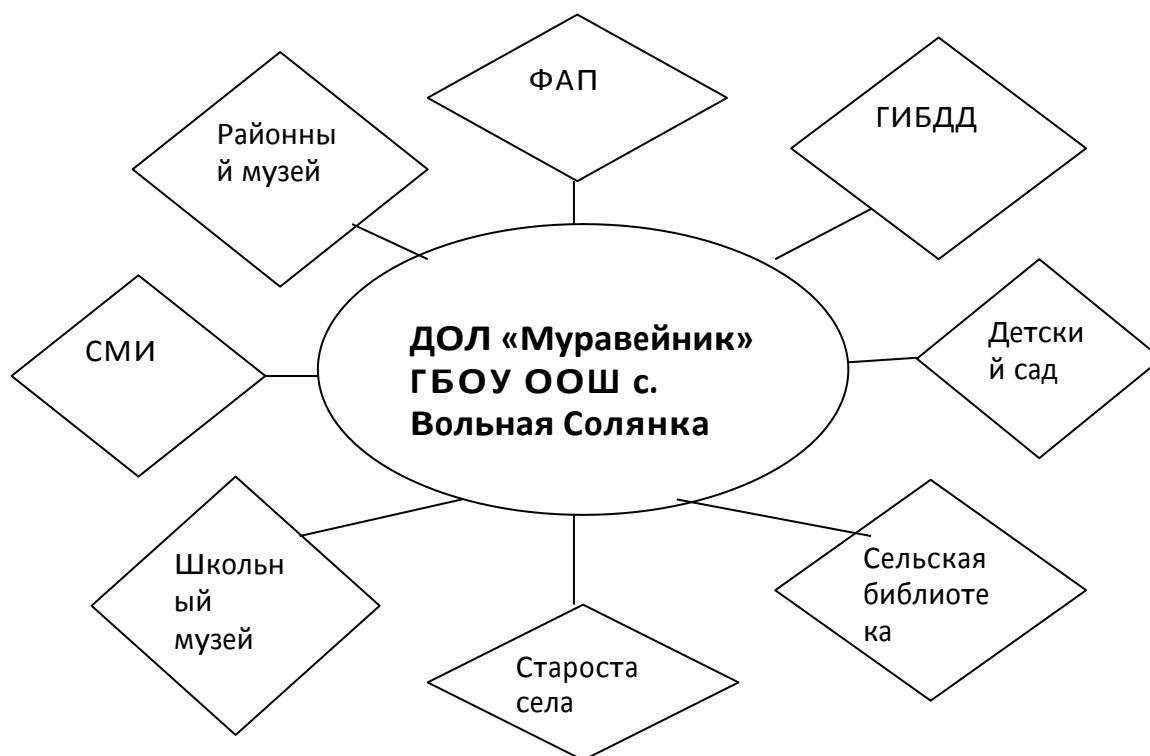 ФАП
ГИБДД
Районны
й музей
ДОЛ «Муравейник»
ГБОУ ООШ с.
Вольная Солянка
СМИ
Детски
й сад
Школьн
ый
музей
Сельская
библиоте
ка
Староста
села